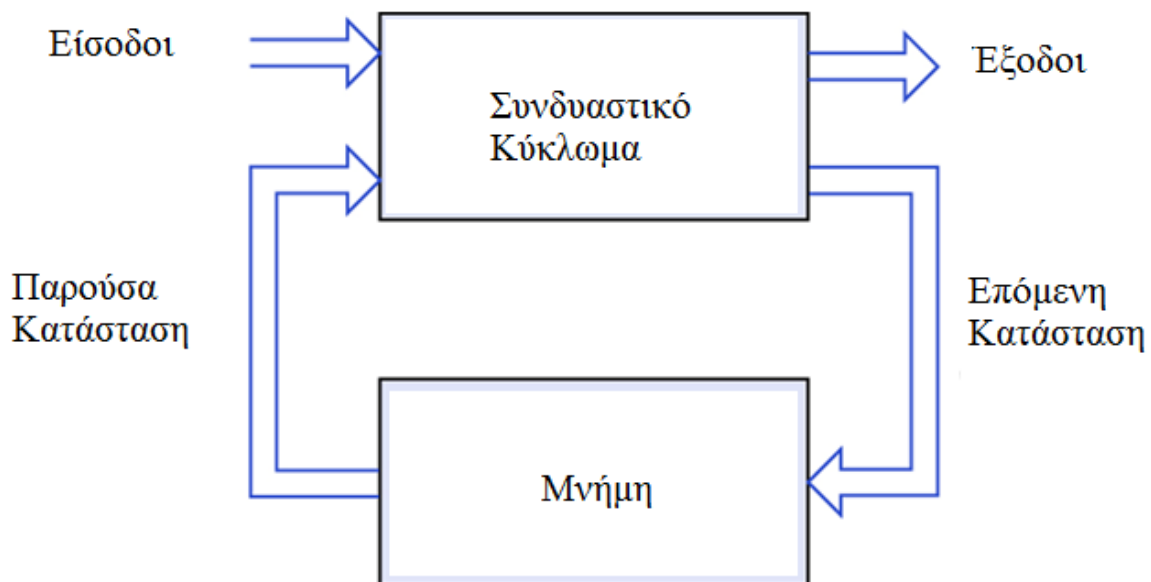 Είσοδοι
Έξοδοι
Συνδυαστικό
Κύκλωμα
Παρούσα
Κατάσταση
Επόμενη
Κατάσταση
Μνήμη